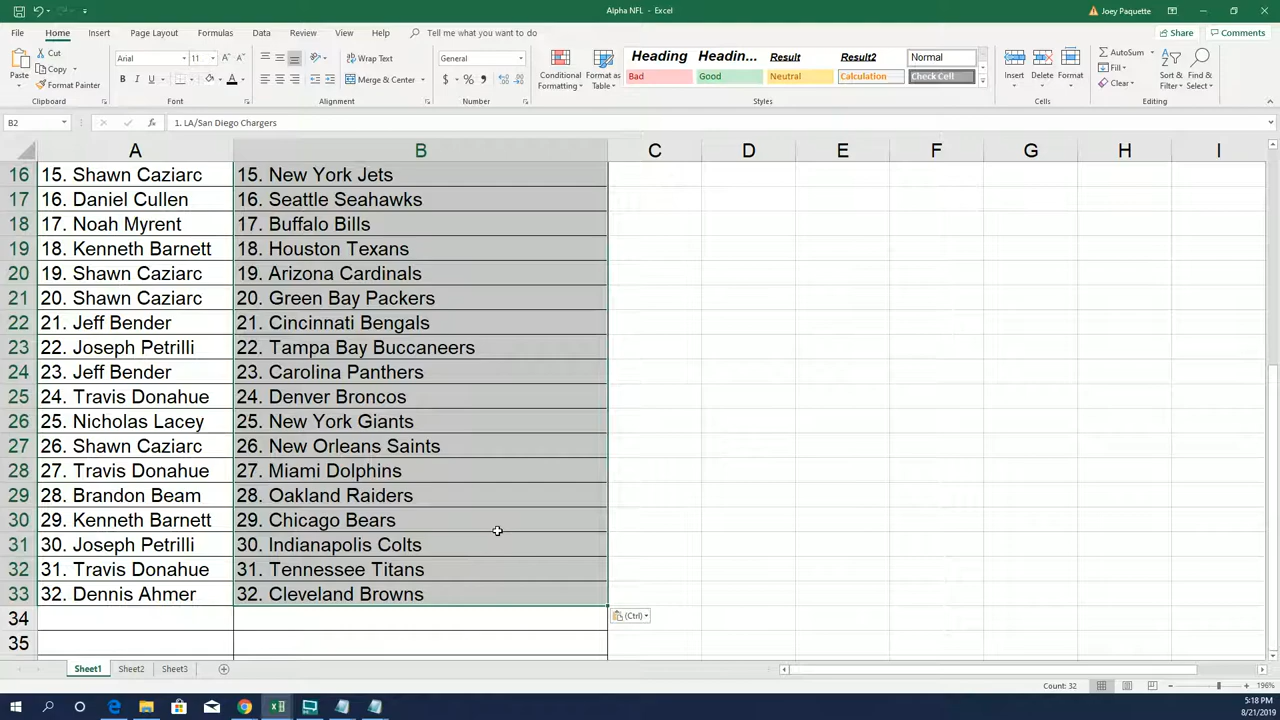 Alpha NFL - Excel
Joey Paquette
File Home Insert Page Layout Formulas Data Review View Help Tell me what you want to do
Share Comments
Paste Cut Copy Format Painter Clipboard
Arial 11 Font
Wrap Text Merge & Center Alignment
General Number
Conditional Formatting Format as Table
Heading Headin... Result Result2 Normal
Bad Good Neutral Calculation Check Cell
Styles
Insert Delete Format Cells
AutoSum Fill Clear Sort & Filter Find & Select Editing
B2 1. LA/San Diego Chargers
A B C D E F G H I
16 15. Shawn Caziarc 15. New York Jets
17 16. Daniel Cullen 16. Seattle Seahawks
18 17. Noah Myrent 17. Buffalo Bills
19 18. Kenneth Barnett 18. Houston Texans
20 19. Shawn Caziarc 19. Arizona Cardinals
21 20. Shawn Caziarc 20. Green Bay Packers
22 21. Jeff Bender 21. Cincinnati Bengals
23 22. Joseph Petrilli 22. Tampa Bay Buccaneers
24 23. Jeff Bender 23. Carolina Panthers
25 24. Travis Donahue 24. Denver Broncos
26 25. Nicholas Lacey 25. New York Giants
27 26. Shawn Caziarc 26. New Orleans Saints
28 27. Travis Donahue 27. Miami Dolphins
29 28. Brandon Beam 28. Oakland Raiders
30 29. Kenneth Barnett 29. Chicago Bears
31 30. Joseph Petrilli 30. Indianapolis Colts
32 31. Travis Donahue 31. Tennessee Titans
33 32. Dennis Ahmer 32. Cleveland Browns
34 (Ctrl)
35
Sheet1 Sheet2 Sheet3
Count: 32 196%
5:18 PM
8/21/2019